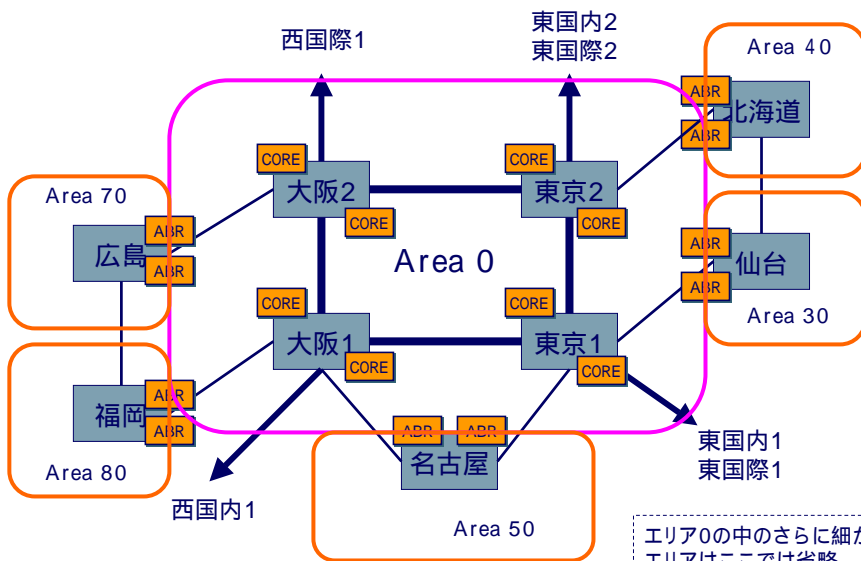 西国際1
東国内2
東国際2
Area 40
ABR
北海道
ABR
CORE
大阪2
CORE
CORE
東京2
CORE
Area 70
ABR
広島
ABR
Area 0
ABR
仙台
ABR
Area 30
CORE
大阪1
CORE
CORE
東京1
CORE
ABR
福岡
ABR
Area 80
ABR
ABR
名古屋
Area 50
西国内1
東国内1
東国際1
エリア0の中のさらに細か
エリアはここでは省略